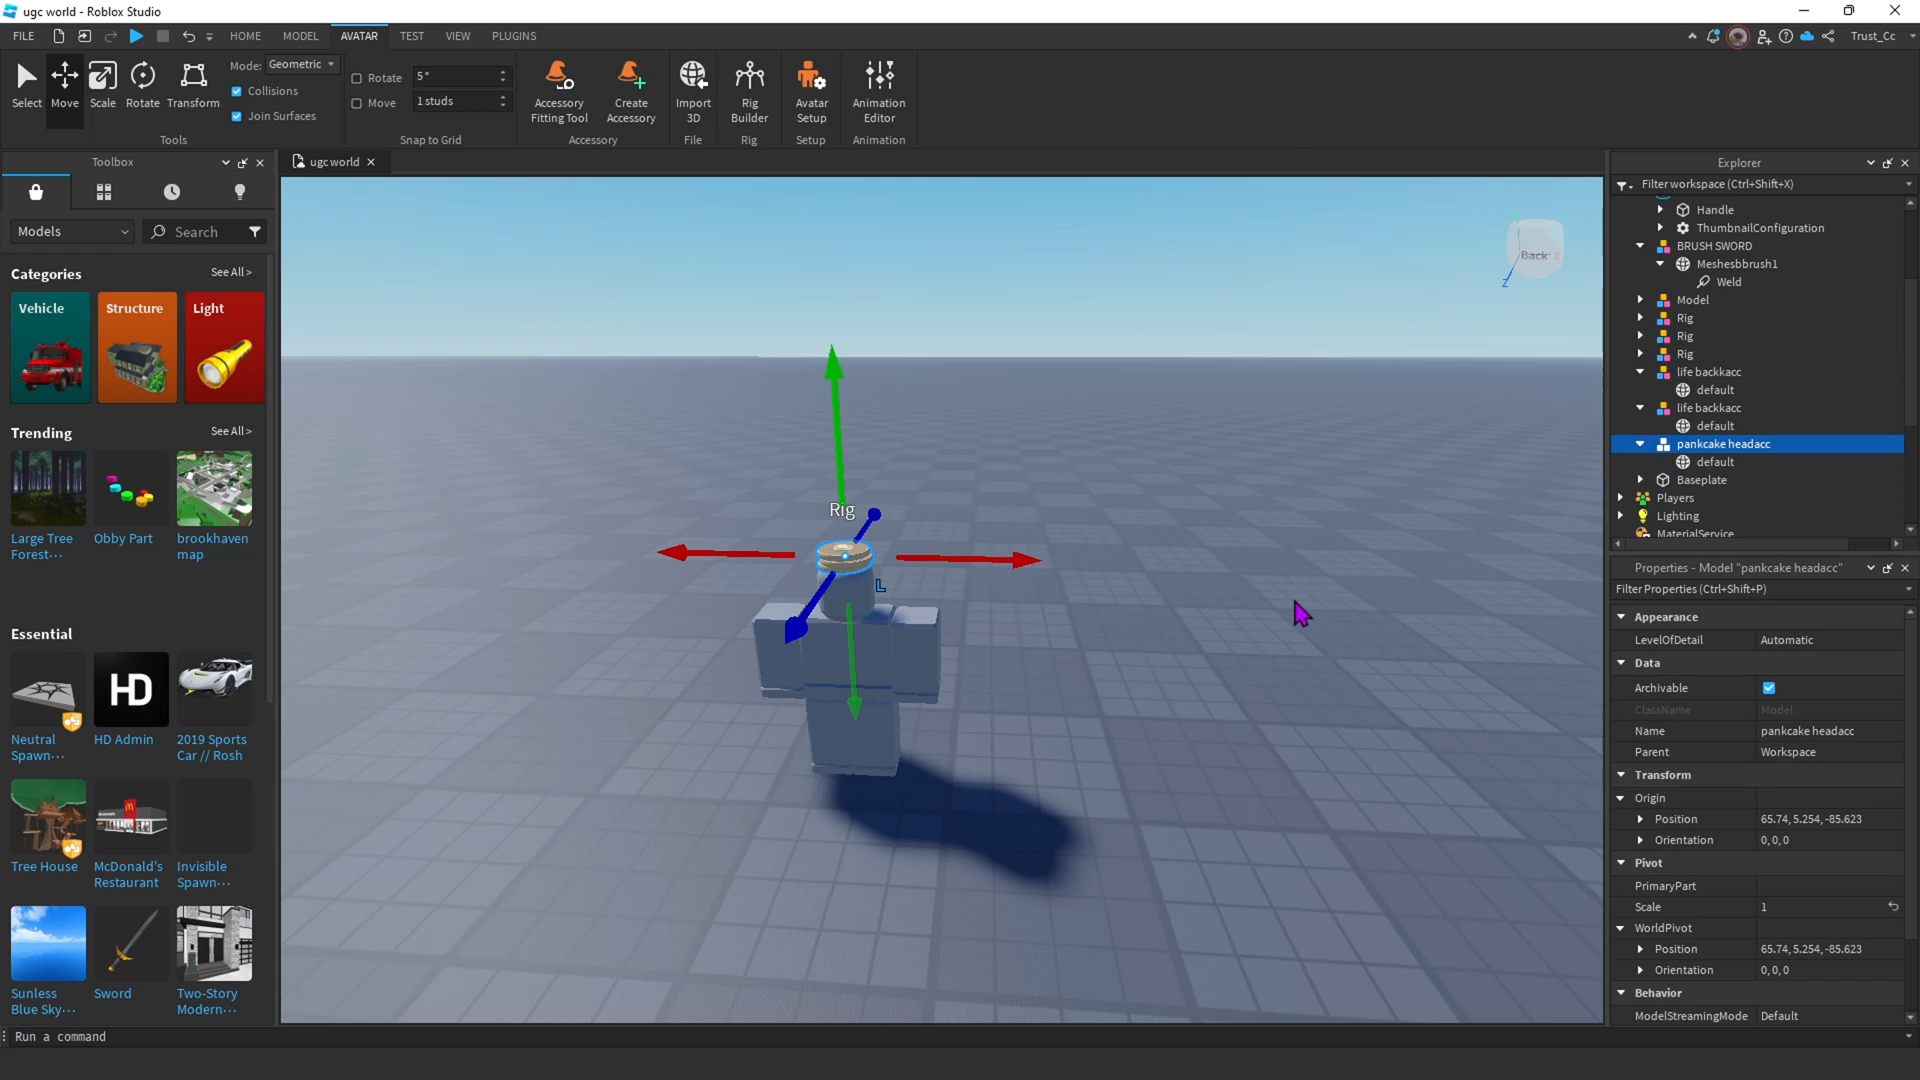 ugc world - Roblox Studio
FILE
HOME
MODEL
AVATAR
TEST
VIEW
PLUGINS
Trust_Cc
Select
Move
Scale
Rotate
Transform
Mode:
Geometric
Collisions
Join Surfaces
Tools
Rotate
5°
Move
1 studs
Snap to Grid
Accessory
Fitting Tool
Create
Accessory
Accessory
Import
3D
File
Rig
Builder
Rig
Avatar
Setup
Setup
Animation
Editor
Animation
Toolbox
Models
Search
Categories
See All >
Vehicle
Structure
Light
Trending
See All >
Large Tree
Forest...
Obby Part
brookhaven
map
Essential
HD
Neutral
Spawn...
HD Admin
2019 Sports
Car // Rosh
Tree House
McDonald's
Restaurant
Invisible
Spawn...
Sunless
Blue Sky...
Sword
Two-Story
Modern...
ugc world
Back
X
Z
Rig
L
Explorer
Filter workspace (Ctrl+Shift+X)
Handle
ThumbnailConfiguration
BRUSH SWORD
Meshesbbrush1
Weld
Model
Rig
Rig
Rig
life backkacc
default
life backkacc
default
pankcake headacc
default
Baseplate
Players
Lighting
MaterialService
Properties - Model "pankcake headacc"
Filter Properties (Ctrl+Shift+P)
Appearance
LevelOfDetail Automatic
Data
Archivable
ClassName Model
Name pankcake headacc
Parent Workspace
Transform
Origin
Position 65.74, 5.254, -85.623
Orientation 0, 0, 0
Pivot
PrimaryPart
Scale 1
WorldPivot
Position 65.74, 5.254, -85.623
Orientation 0, 0, 0
Behavior
ModelStreamingMode Default
Run a command